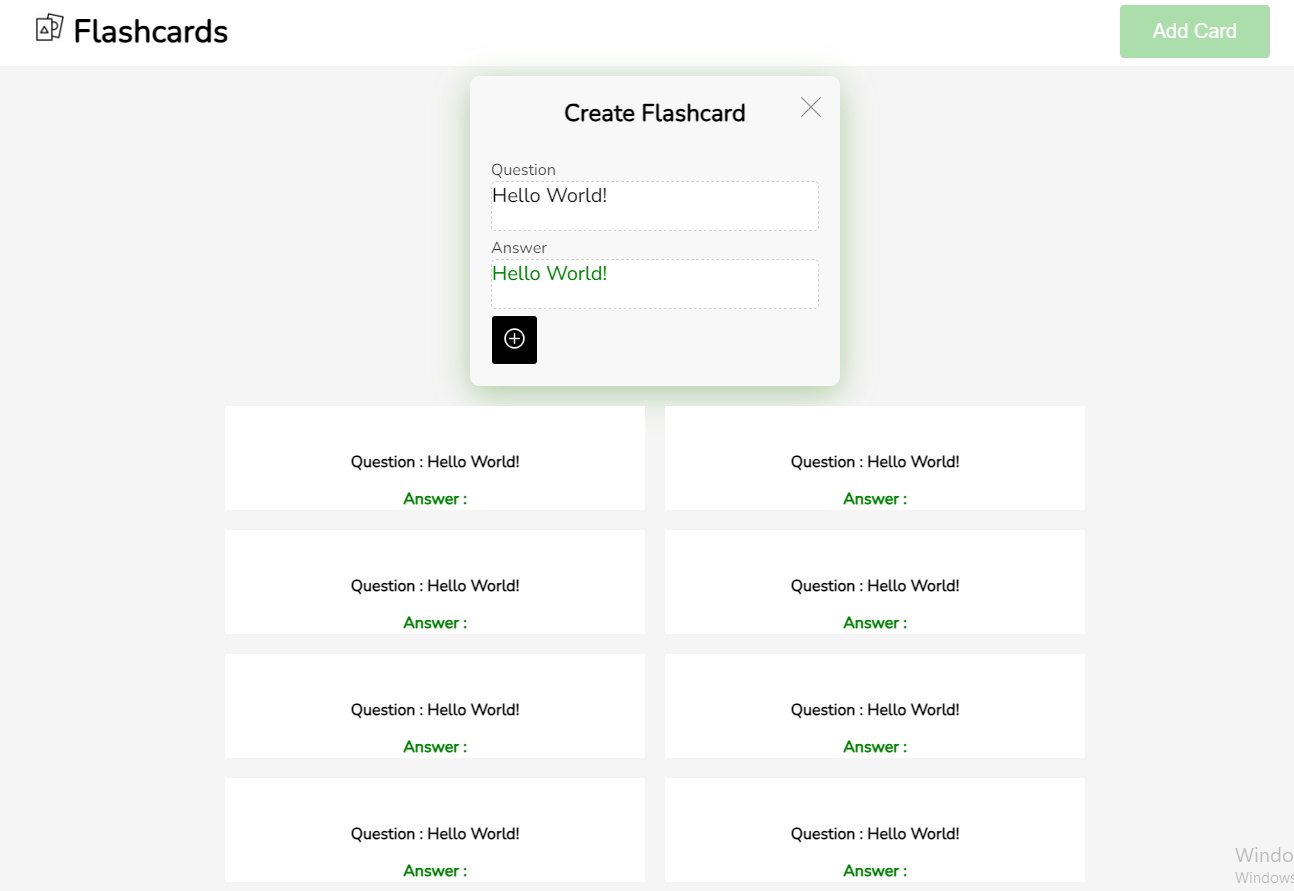 Flashcards
Add Card
Create Flashcard
Question
Hello World!
Answer
Hello World!
Question : Hello World!
Answer :
Question : Hello World!
Answer :
Question : Hello World!
Answer :
Question : Hello World!
Answer :
Question : Hello World!
Answer :
Question : Hello World!
Answer :
Question : Hello World!
Answer :
Question : Hello World!
Answer :
Windo
Windows